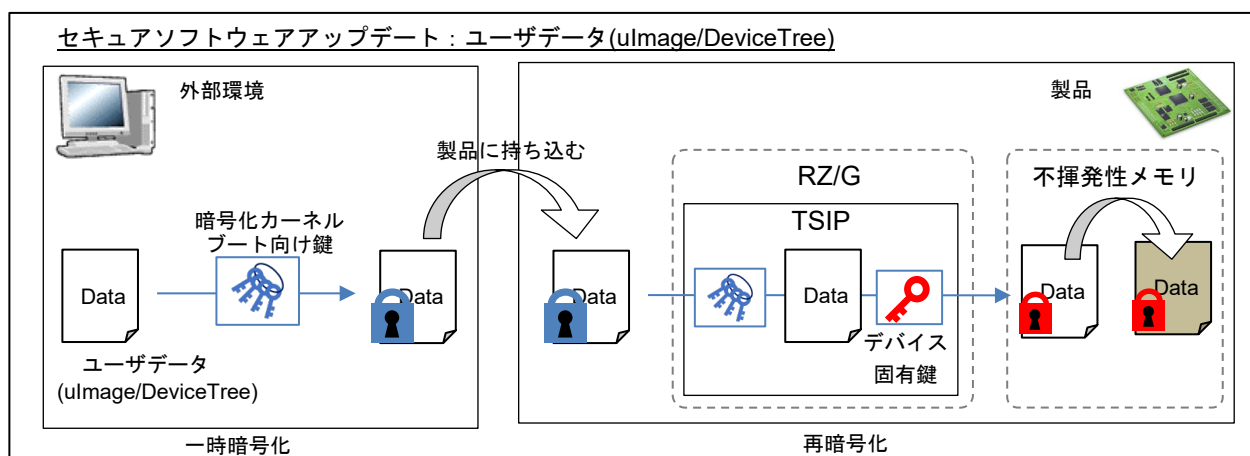 セキュアソフトウェアアップデート：ユーザデータ(uImage/DeviceTree)
外部環境
製品
製品に持ち込む
RZ/G
不揮発性メモリ
TSIP
暗号化カーネル
ブート向け鍵
Data
Data
Data
Data
Data
Data
デバイス
固有鍵
ユーザデータ
(uImage/DeviceTree)
一時暗号化
再暗号化